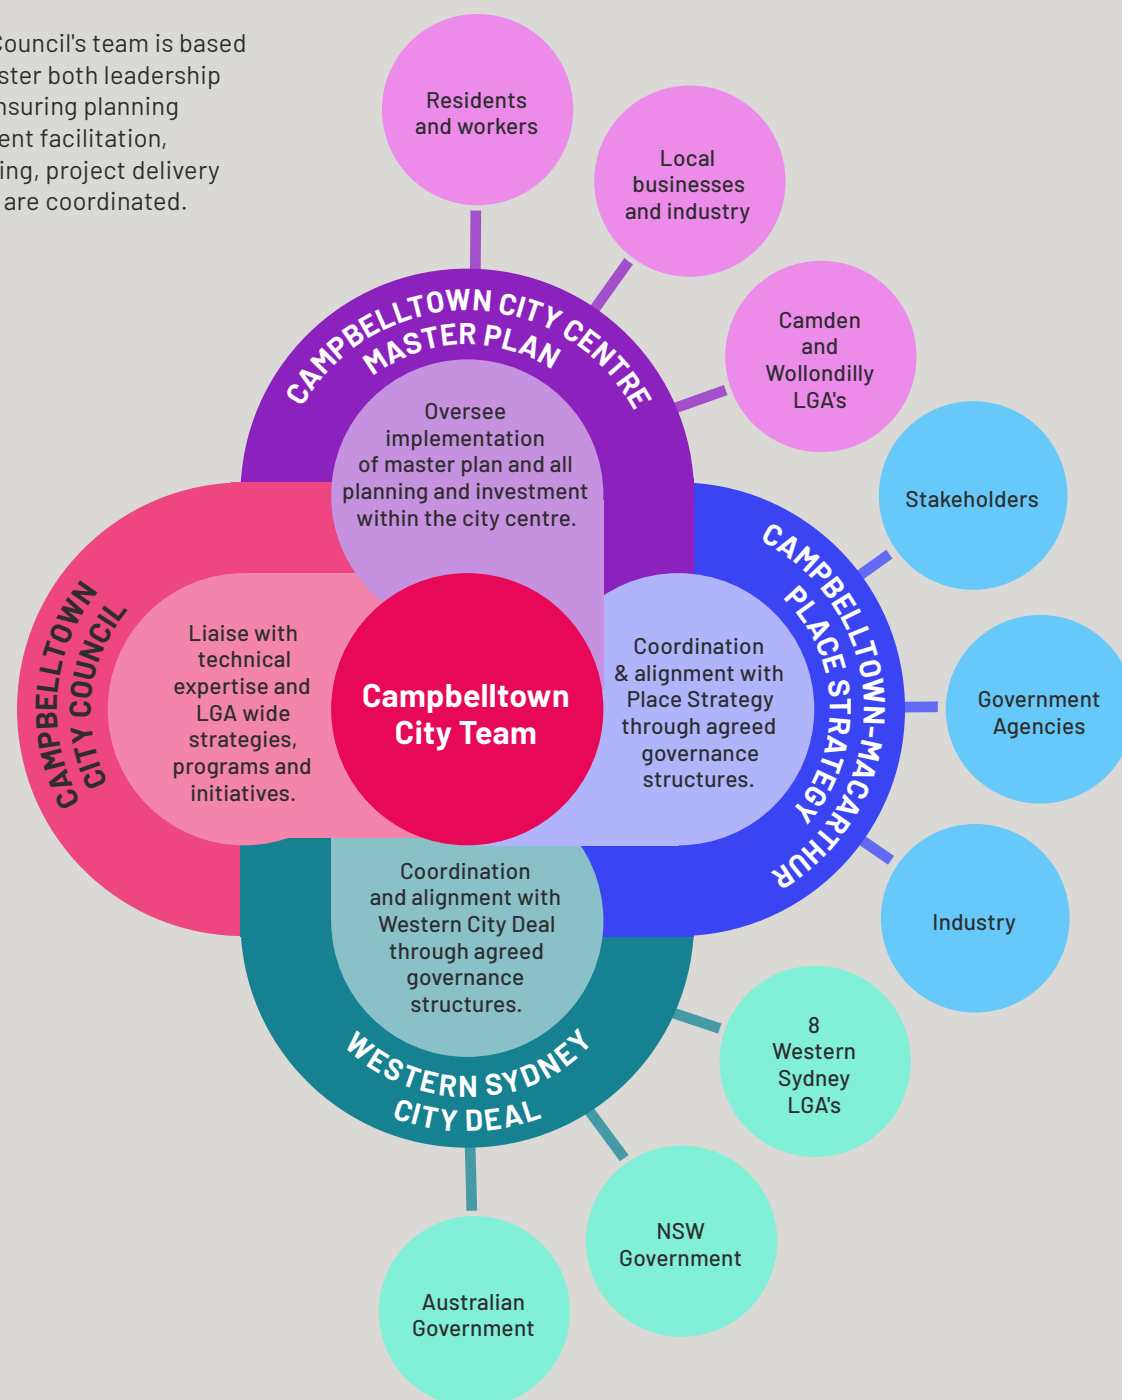 Council's team is based
ster both leadership
nsuring planning
ent facilitation,
ing, project delivery
are coordinated.
Residents
and workers
Local
businesses
and industry
Camden
and
Wollondilly
LGA's
CAMPBELLTOWN CITY CENTRE
MASTER PLAN
Oversee
implementation
of master plan and all
planning and investment
within the city centre.
Stakeholders
CAMPBELLTOWN-MACARTHUR
PLACE STRATEGY
CAMPBELLTOWN
CITY COUNCIL
Liaise with
technical
expertise and
LGA wide
strategies,
programs and
initiatives.
Campbelltown
City Team
Coordination
& alignment with
Place Strategy
through agreed
governance
structures.
Government
Agencies
Industry
Coordination
and alignment with
Western City Deal
through agreed
governance
structures.
WESTERN SYDNEY
CITY DEAL
8
Western
Sydney
LGA's
NSW
Government
Australian
Government